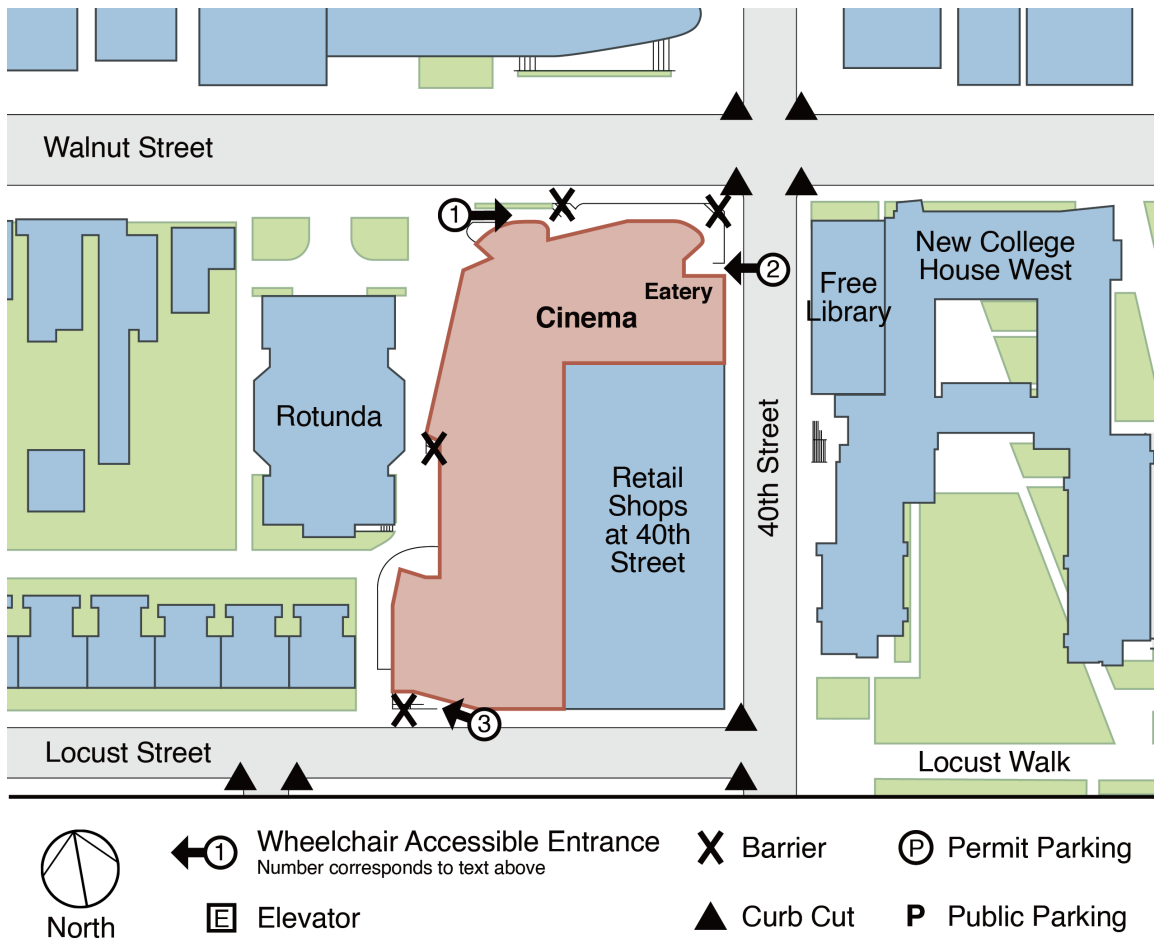 Walnut Street
1
2
New College
House West
Free
Library
Eatery
Cinema
Rotunda
Retail
Shops
at 40th
Street
40th Street
3
Locust Street
Locust Walk
North
1
Wheelchair Accessible Entrance
Number corresponds to text above
E
Elevator
Barrier
Curb Cut
P
Permit Parking
P
Public Parking